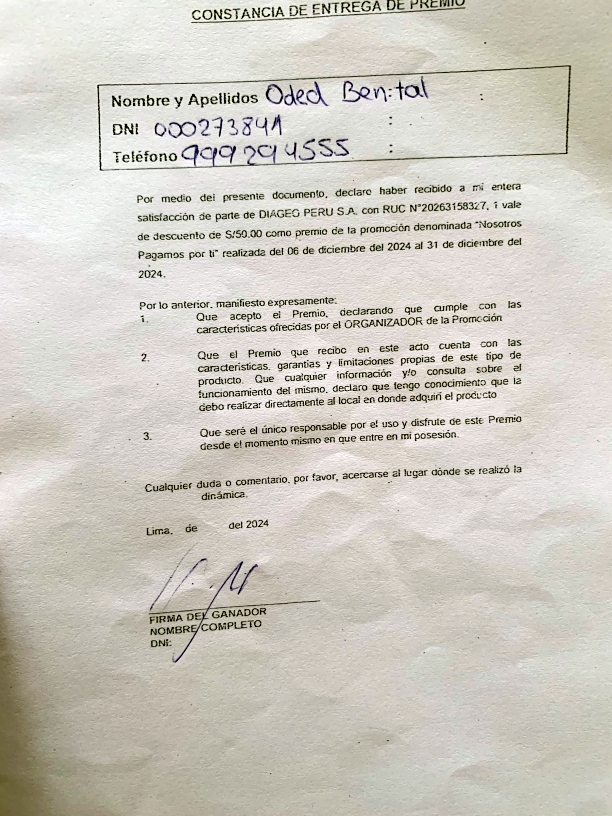 CONSTANCIA DE ENTREGA DE PREMIO
Nombre y Apellidos Oded Ben:tal :
DNI 000273841 :
Teléfono 999294555 :
Por medio del presente documento, declaro haber recibido a mi entera
satisfacción de parte de DIAGEO PERU S.A. con RUC N°20263158327, 1 vale
de descuento de S/50.00 como premio de la promoción denominada "Nosotros
Pagamos por ti" realizada del 06 de diciembre del 2024 al 31 de diciembre del
2024.
Por lo anterior, manifiesto expresamente:
1. Que acepto el Premio, declarando que cumple con las
características ofrecidas por el ORGANIZADOR de la Promoción
2. Que el Premio que recibo en este acto cuenta con las
características, garantías y limitaciones propias de este tipo de
producto. Que cualquier información y/o consulta sobre el
funcionamiento del mismo, declaro que tengo conocimiento que la
debo realizar directamente al local en donde adquirí el producto
3. Que seré el único responsable por el uso y disfrute de este Premio
desde el momento mismo en que entre en mi posesión.
Cualquier duda o comentario, por favor, acercarse al lugar dónde se realizó la
dinámica.
Lima, de del 2024
FIRMA DEL GANADOR
NOMBRE COMPLETO
DNI: